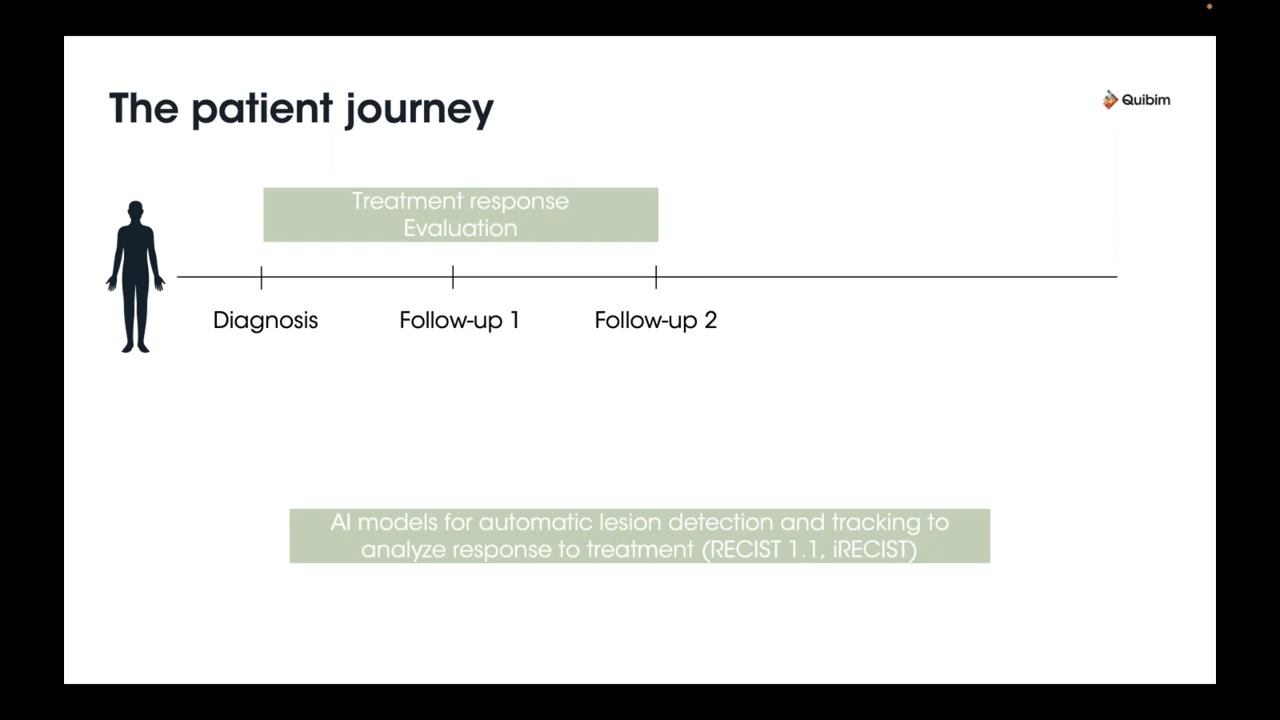 The patient journey
Quibim
Treatment response
Evaluation
Diagnosis
Follow-up 1
Follow-up 2
AI models for automatic lesion detection and tracking to
analyze response to treatment (RECIST 1.1, iRECIST)